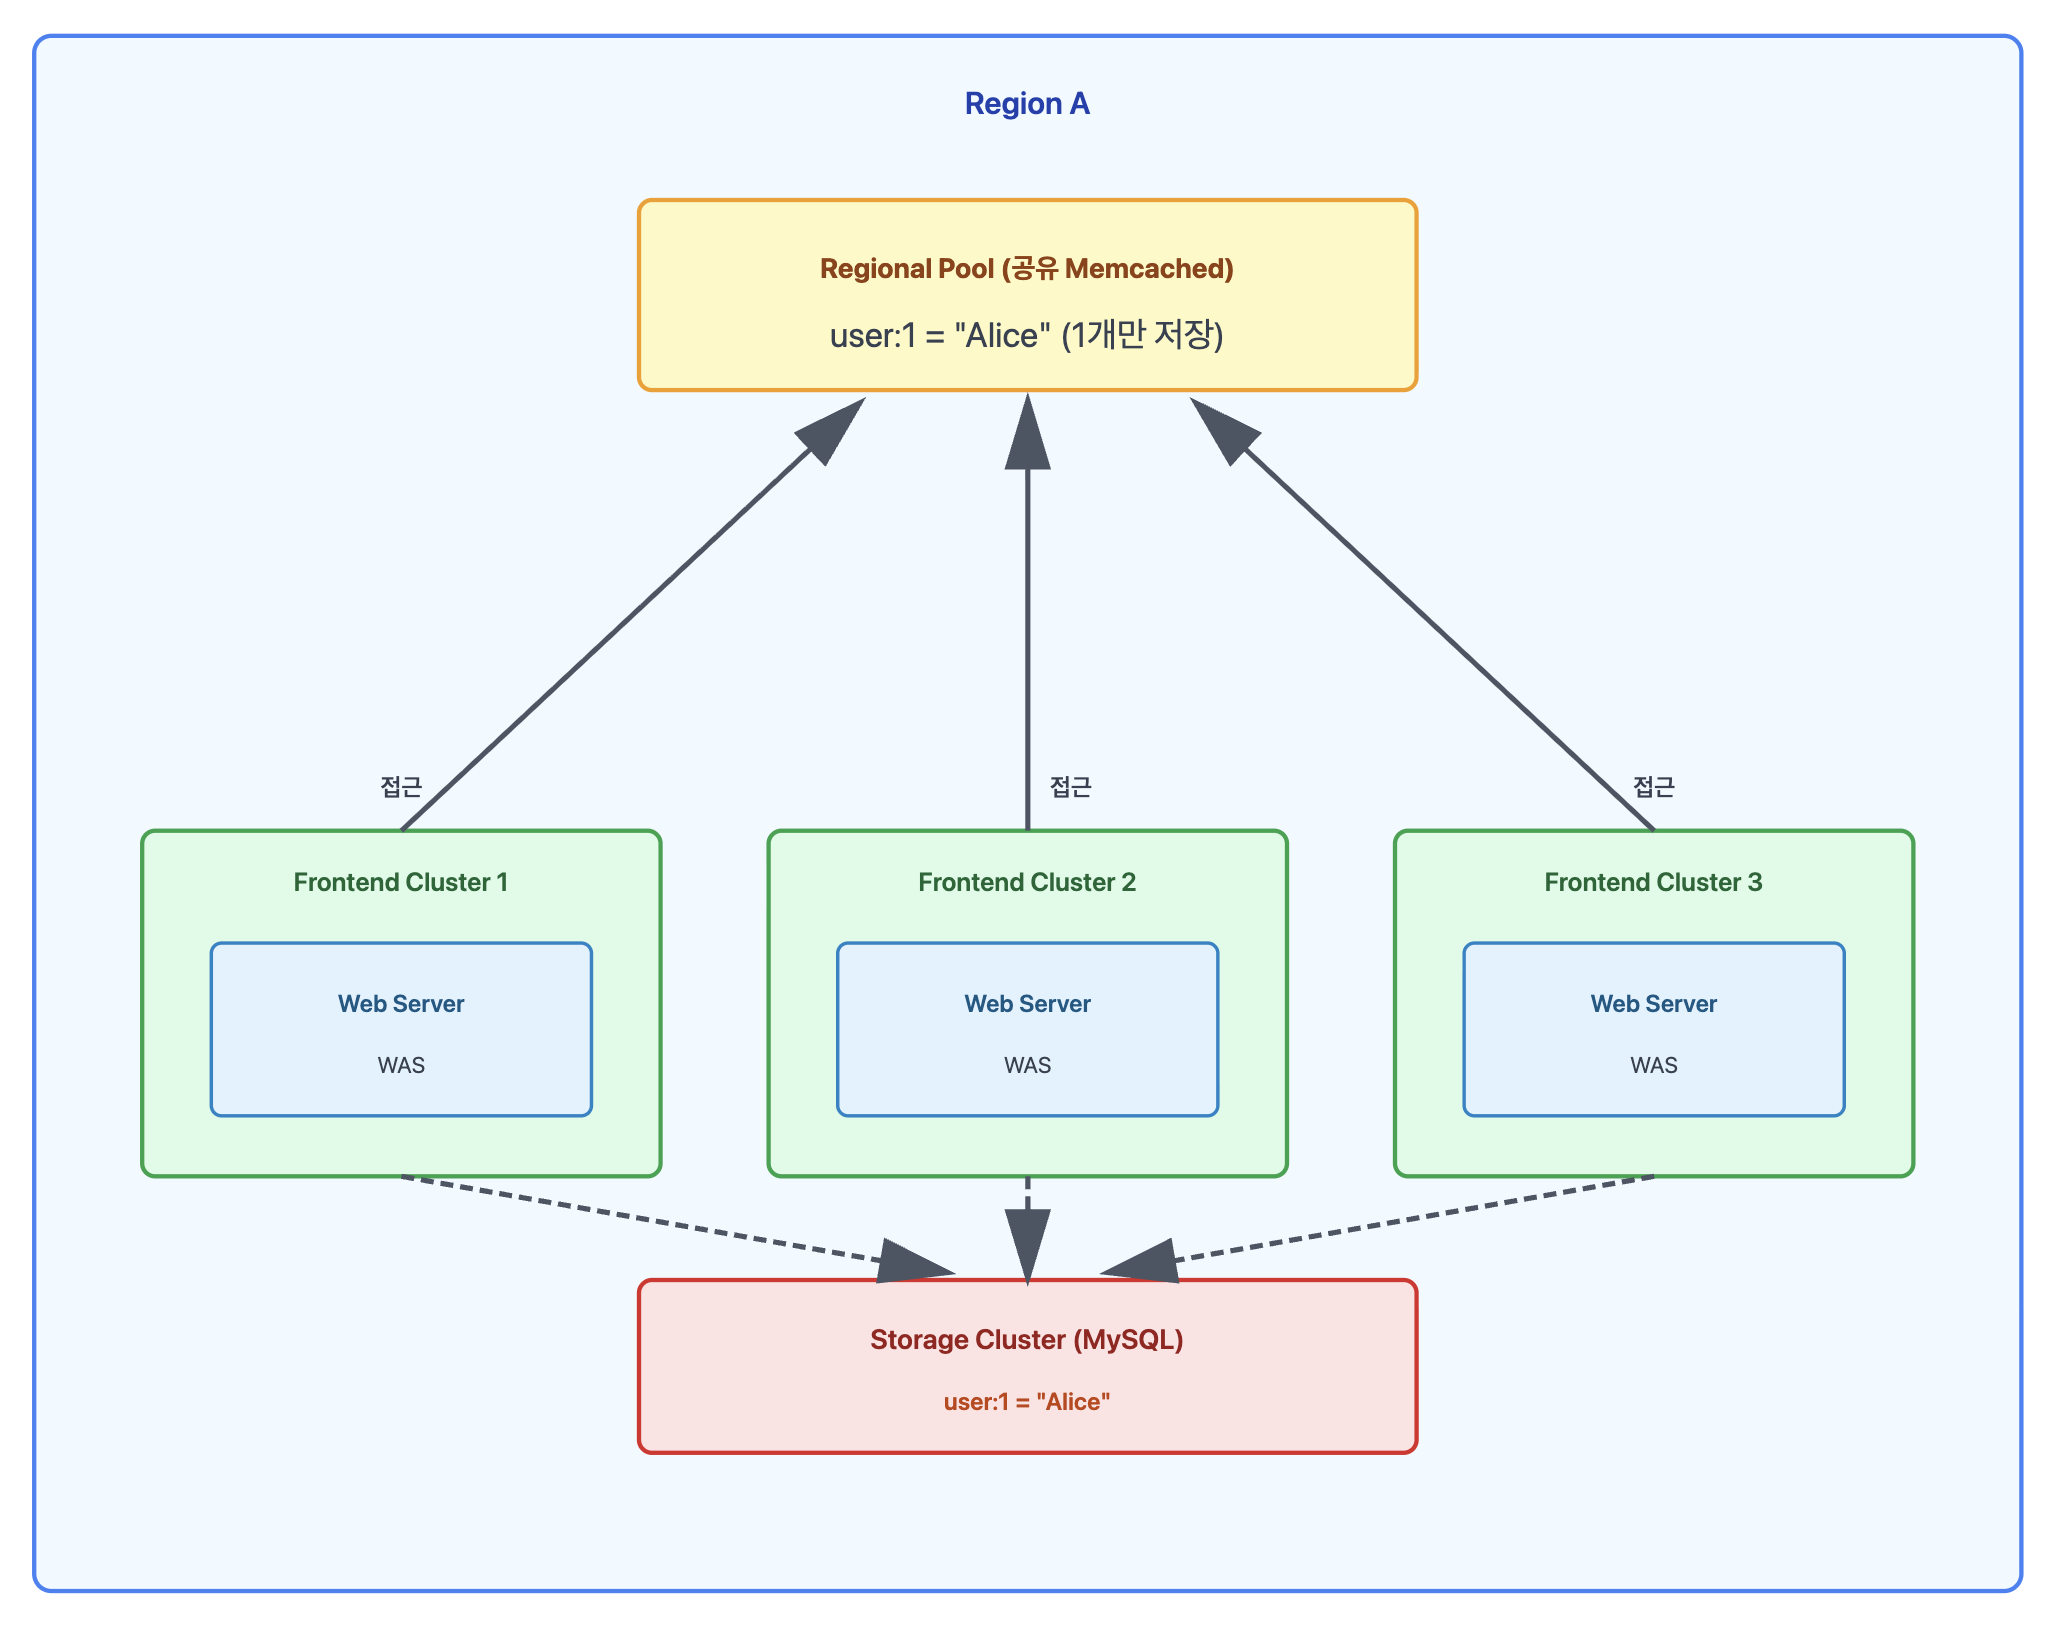 Region A
Regional Pool (공유 Memcached)
user:1 = "Alice" (1개만 저장)
접근
접근
접근
Frontend Cluster 1
Web Server
WAS
Frontend Cluster 2
Web Server
WAS
Frontend Cluster 3
Web Server
WAS
Storage Cluster (MySQL)
user:1 = "Alice"